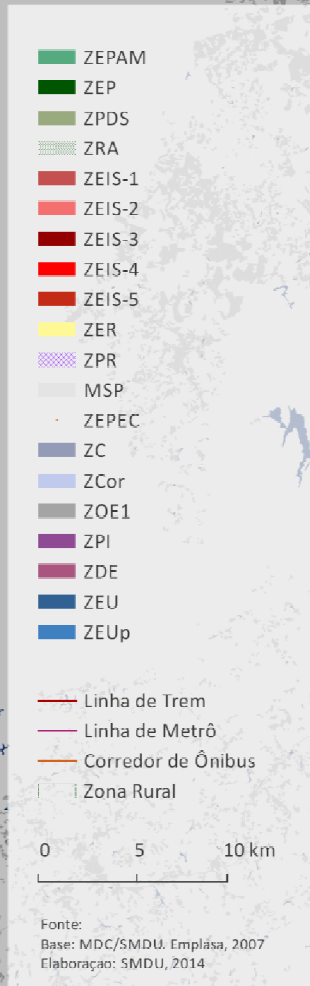 ZEPAM
ZEP
ZPDS
ZRA
ZEIS-1
ZEIS-2
ZEIS-3
ZEIS-4
ZEIS-5
ZER
ZPR
MSP
ZEPEC
ZC
ZCor
ZOE1
ZPI
ZDE
ZEU
ZEUp
Linha de Trem
Linha de Metrô
Corredor de Ônibus
Zona Rural
0 5 10 km
Fonte:
Base: MDC/SMDU. Emplasa, 2007
Elaboração: SMDU, 2014